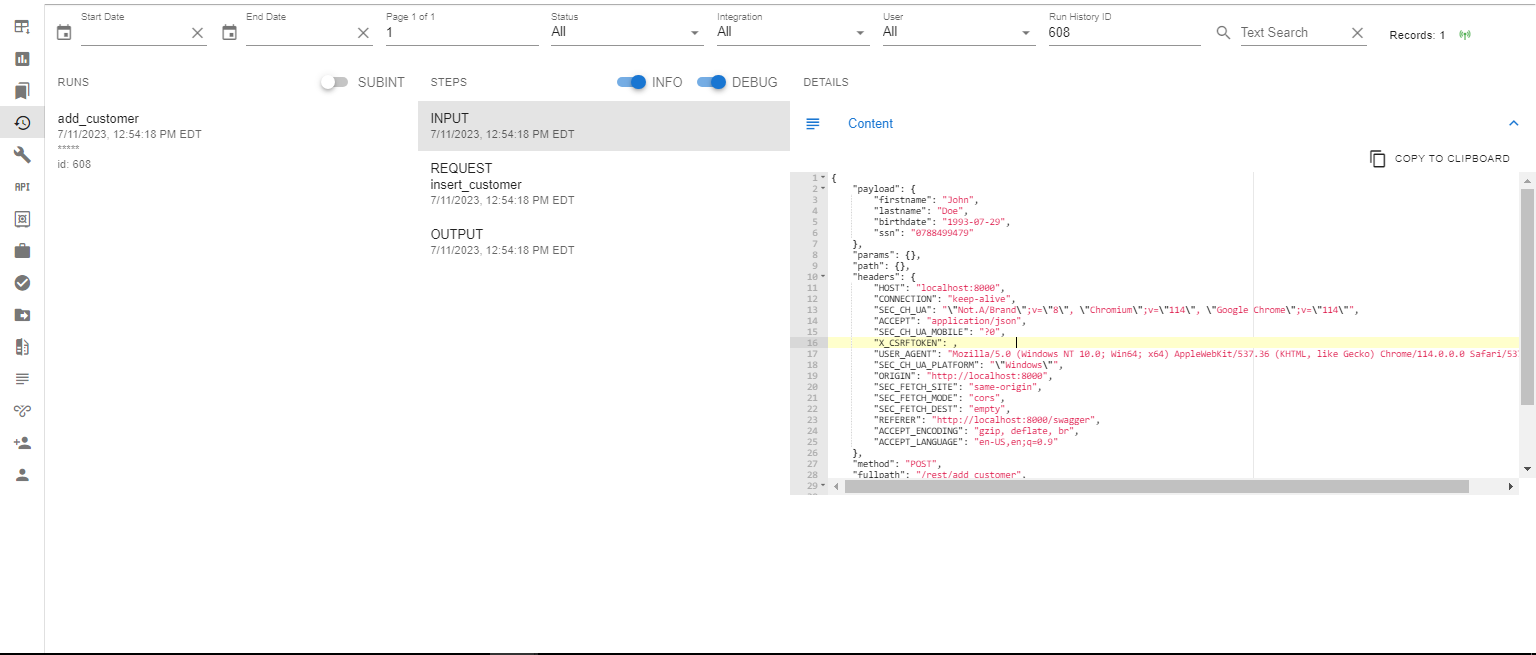 Start Date
End Date
Page 1 of 1
1
Status
All
Integration
All
User
All
Run History ID
608
Text Search
Records: 1
API
RUNS
SUBINT
STEPS
INFO
DEBUG
DETAILS
add_customer
7/11/2023, 12:54:18 PM EDT
*****
id: 608
INPUT
7/11/2023, 12:54:18 PM EDT
REQUEST
insert_customer
7/11/2023, 12:54:18 PM EDT
OUTPUT
7/11/2023, 12:54:18 PM EDT
Content
COPY TO CLIPBOARD
1 {
2 "payload": {
3 "firstname": "John",
4 "lastname": "Doe",
5 "birthdate": "1993-07-29",
6 "ssn": "0788499479"
7 },
8 "params": {},
9 "path": {},
10 "headers": {
11 "HOST": "localhost:8000",
12 "CONNECTION": "keep-alive",
13 "SEC_CH_UA": "\"Not.A/Brand\";v=\"8\", \"Chromium\";v=\"114\", \"Google Chrome\";v=\"114\"",
14 "ACCEPT": "application/json",
15 "SEC_CH_UA_MOBILE": "?0",
16 "X_CSRFTOKEN": ,
17 "USER_AGENT": "Mozilla/5.0 (Windows NT 10.0; Win64; x64) AppleWebKit/537.36 (KHTML, like Gecko) Chrome/114.0.0.0 Safari/537
18 "SEC_CH_UA_PLATFORM": "\"Windows\"",
19 "ORIGIN": "http://localhost:8000",
20 "SEC_FETCH_SITE": "same-origin",
21 "SEC_FETCH_MODE": "cors",
22 "SEC_FETCH_DEST": "empty",
23 "REFERER": "http://localhost:8000/swagger",
24 "ACCEPT_ENCODING": "gzip, deflate, br",
25 "ACCEPT_LANGUAGE": "en-US,en;q=0.9"
26 },
27 "method": "POST",
28 "fullpath": "/rest/add_customer",
29